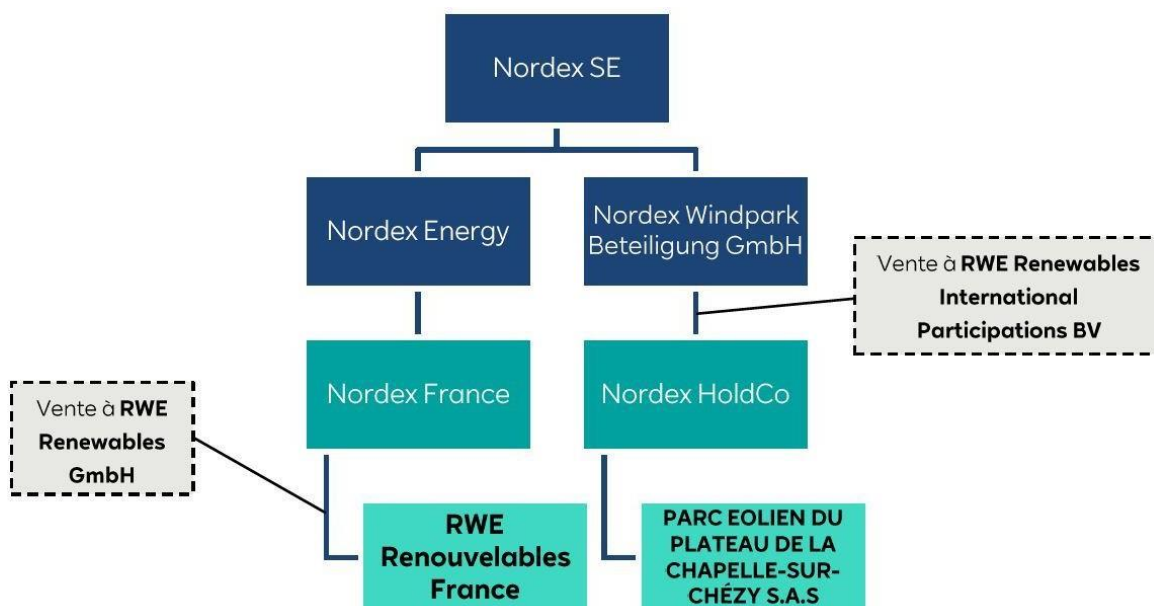 Nordex SE
Nordex Energy
Nordex Windpark
Beteiligung GmbH
Vente à RWE Renewables
International
Participations BV
Nordex France
Nordex HoldCo
Vente à RWE
Renewables
GmbH
RWE
Renouvelables
France
PARC EOLIEN DU
PLATEAU DE LA
CHAPELLE-SUR-
CHÉZY S.A.S